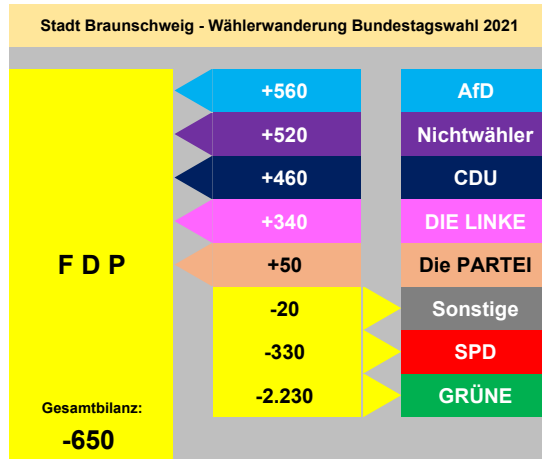 Stadt Braunschweig - Wählerwanderung Bundestagswahl 2021
+560 AfD
+520 Nichtwähler
+460 CDU
+340 DIE LINKE
F D P +50 Die PARTEI
-20 Sonstige
-330 SPD
-2.230 GRÜNE
Gesamtbilanz:
-650